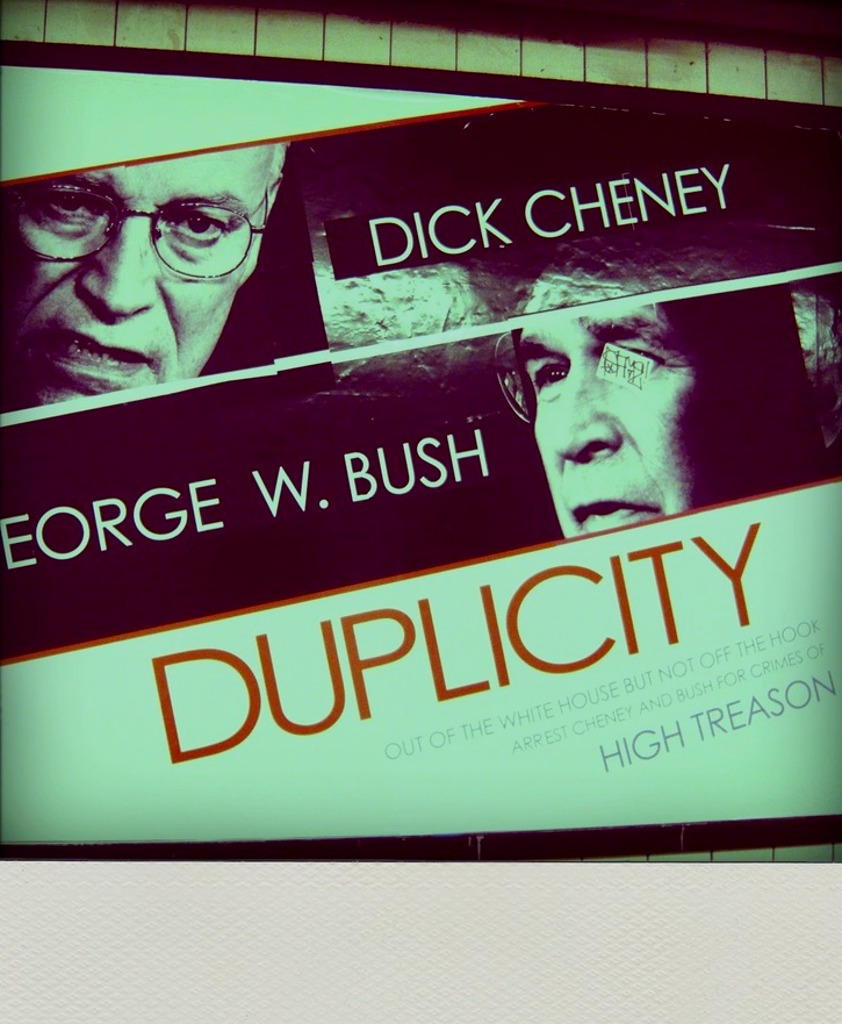 DICK CHENEY
EORGE W. BUSH
DUPLICITY
OUT OF THE WHITE HOUSE BUT NOT OFF THE HOOK
ARREST CHENEY AND BUSH FOR CRIMES OF
HIGH TREASON